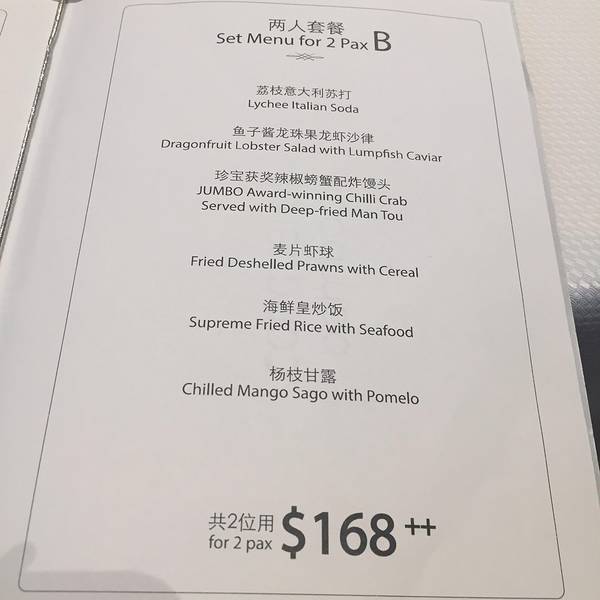 两人套餐
Set Menu for 2 Pax B
荔枝意大利苏打
Lychee Italian Soda
鱼子酱龙珠果龙虾沙律
Dragonfruit Lobster Salad with Lumpfish Caviar
珍宝获奖辣椒螃蟹配炸馒头
JUMBO Award-winning Chilli Crab
Served with Deep-fried Man Tou
麦片虾球
Fried Deshelled Prawns with Cereal
海鲜皇炒饭
Supreme Fried Rice with Seafood
杨枝甘露
Chilled Mango Sago with Pomelo
共2位用
for 2 pax $168++